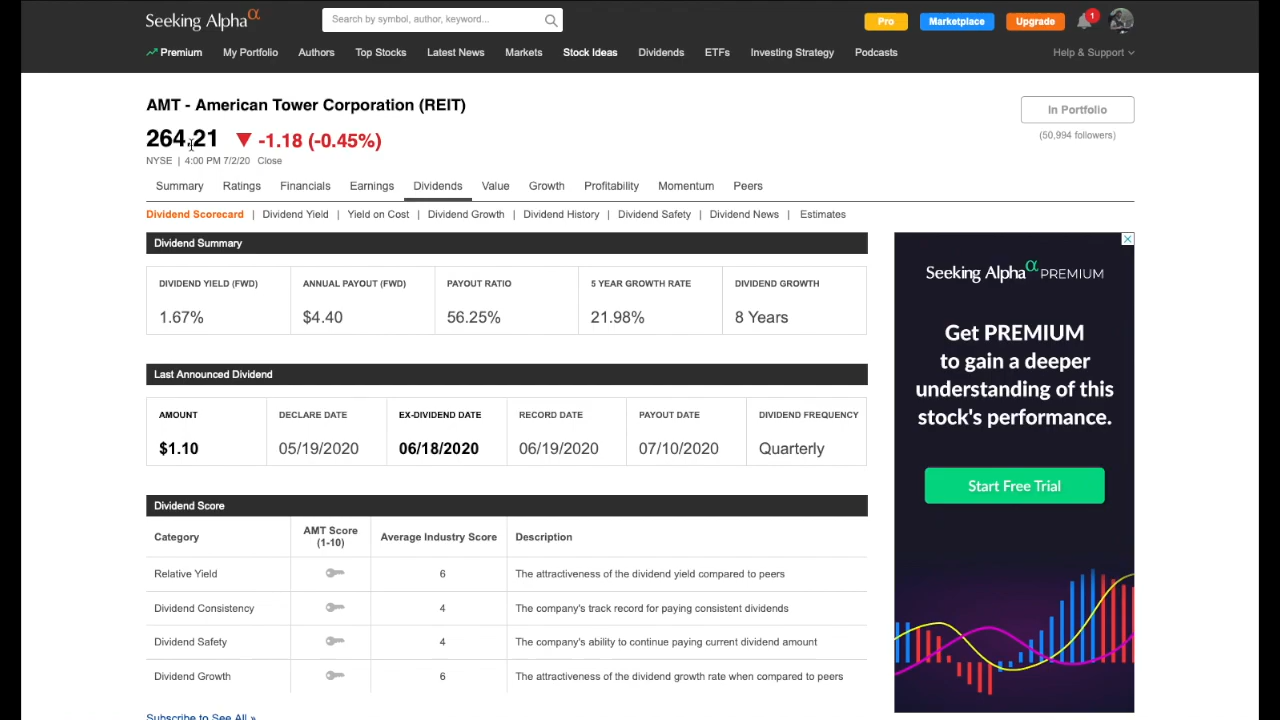 Seeking Alpha α
Search by symbol, author, keyword...
Pro
Marketplace
Upgrade
1
Premium My Portfolio Authors Top Stocks Latest News Markets Stock Ideas Dividends ETFs Investing Strategy Podcasts Help & Support
AMT - American Tower Corporation (REIT)
In Portfolio
264.21 ▼ -1.18 (-0.45%)
(50,994 followers)
NYSE | 4:00 PM 7/2/20 Close
Summary Ratings Financials Earnings Dividends Value Growth Profitability Momentum Peers
Dividend Scorecard | Dividend Yield | Yield on Cost | Dividend Growth | Dividend History | Dividend Safety | Dividend News | Estimates
Dividend Summary
DIVIDEND YIELD (FWD) ANNUAL PAYOUT (FWD) PAYOUT RATIO 5 YEAR GROWTH RATE DIVIDEND GROWTH
1.67% $4.40 56.25% 21.98% 8 Years
Last Announced Dividend
AMOUNT DECLARE DATE EX-DIVIDEND DATE RECORD DATE PAYOUT DATE DIVIDEND FREQUENCY
$1.10 05/19/2020 06/18/2020 06/19/2020 07/10/2020 Quarterly
Dividend Score
Category AMT Score (1-10) Average Industry Score Description
Relative Yield 6 The attractiveness of the dividend yield compared to peers
Dividend Consistency 4 The company's track record for paying consistent dividends
Dividend Safety 4 The company's ability to continue paying current dividend amount
Dividend Growth 6 The attractiveness of the dividend growth rate when compared to peers
Subscribe to See All »
Seeking Alpha α PREMIUM
Get PREMIUM
to gain a deeper
understanding of this
stock's performance.
Start Free Trial